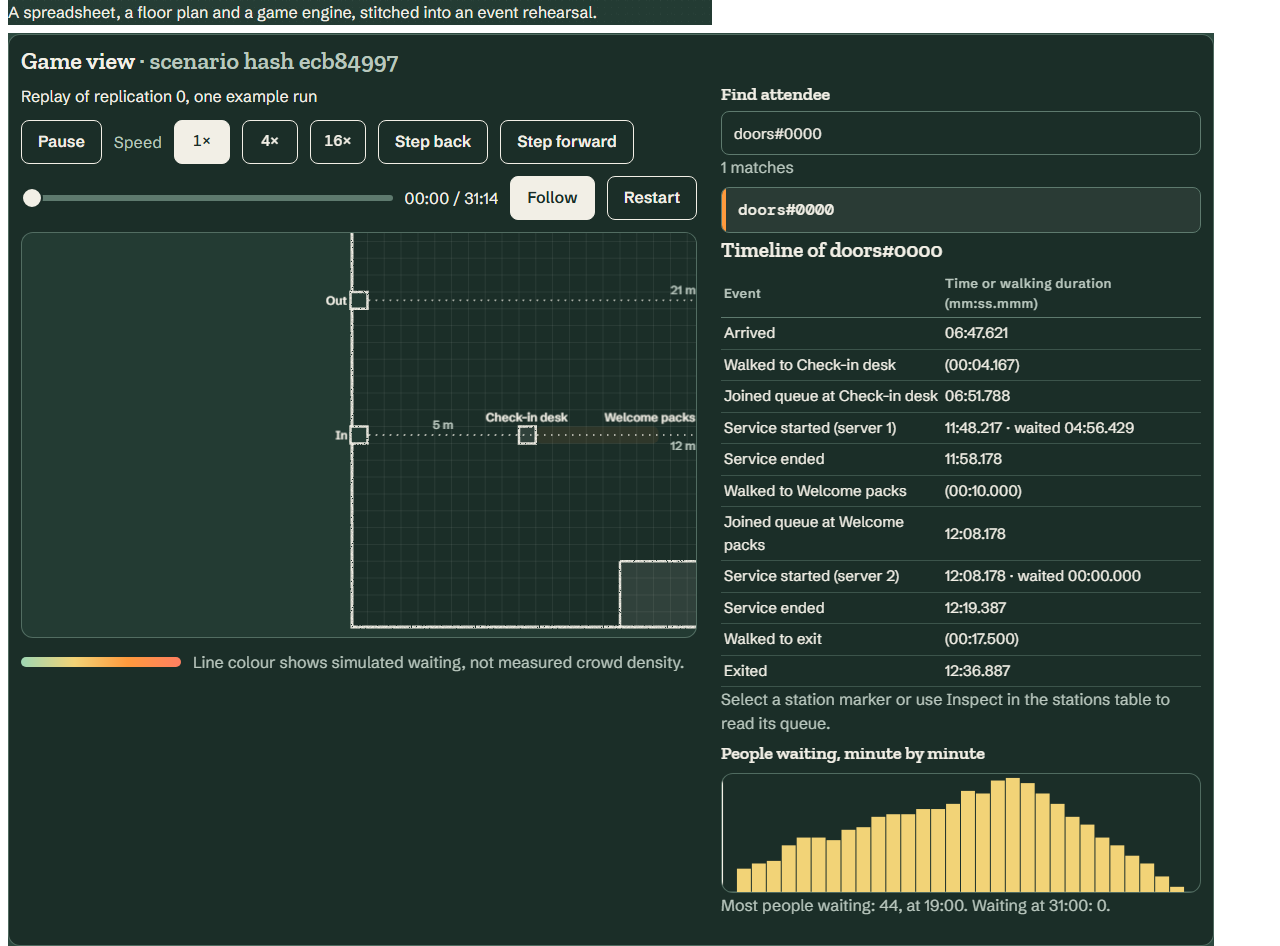 A spreadsheet, a floor plan and a game engine, stitched into an event rehearsal.
Game view · scenario hash ecb84997
Replay of replication 0, one example run
Pause
Speed
1×
4×
16×
Step back
Step forward
00:00 / 31:14
Follow
Restart
Out
21 m
In
5 m
Check-in desk
Welcome packs
12 m
Line colour shows simulated waiting, not measured crowd density.
Find attendee
doors#0000
1 matches
doors#0000
Timeline of doors#0000
Event
Time or walking duration
(mm:ss.mmm)
Arrived 06:47.621
Walked to Check-in desk (00:04.167)
Joined queue at Check-in desk 06:51.788
Service started (server 1) 11:48.217 · waited 04:56.429
Service ended 11:58.178
Walked to Welcome packs (00:10.000)
Joined queue at Welcome
packs
12:08.178
Service started (server 2) 12:08.178 · waited 00:00.000
Service ended 12:19.387
Walked to exit (00:17.500)
Exited 12:36.887
Select a station marker or use Inspect in the stations table to
read its queue.
People waiting, minute by minute
Most people waiting: 44, at 19:00. Waiting at 31:00: 0.